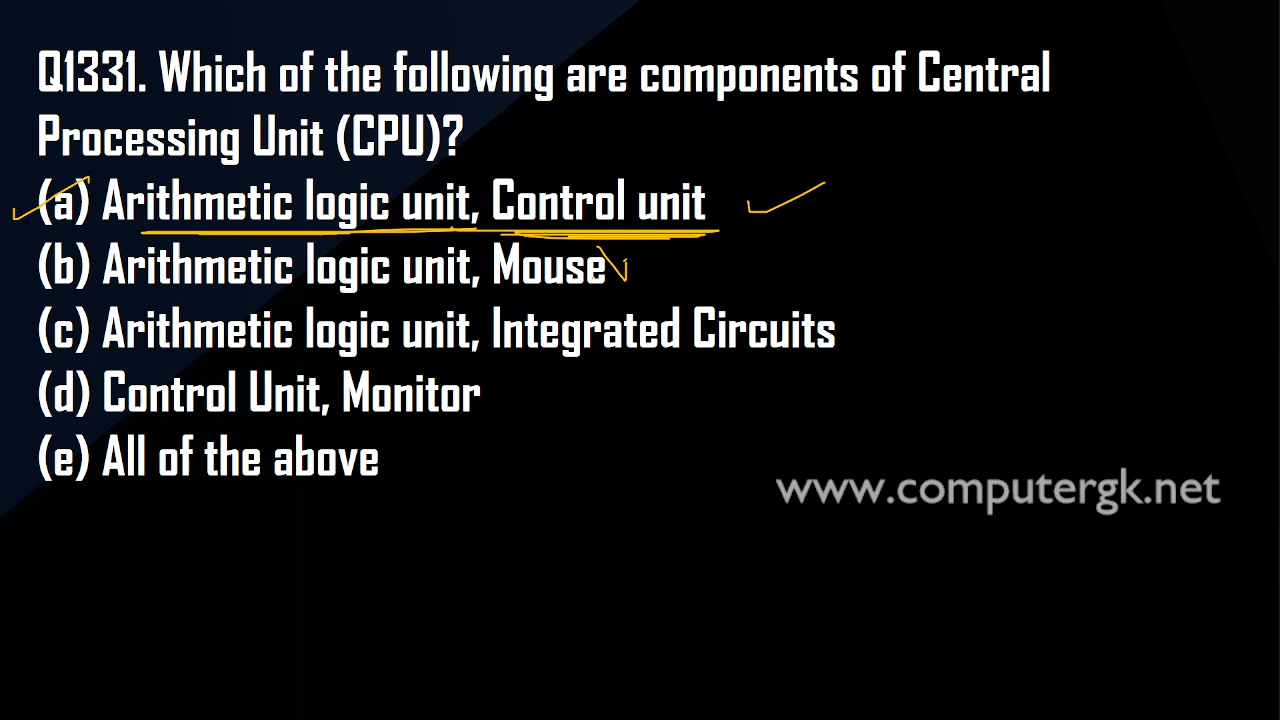 Q1331. Which of the following are components of Central
Processing Unit (CPU)?
(a) Arithmetic logic unit, Control unit
(b) Arithmetic logic unit, Mouse
(c) Arithmetic logic unit, Integrated Circuits
(d) Control Unit, Monitor
(e) All of the above
www.computergk.net